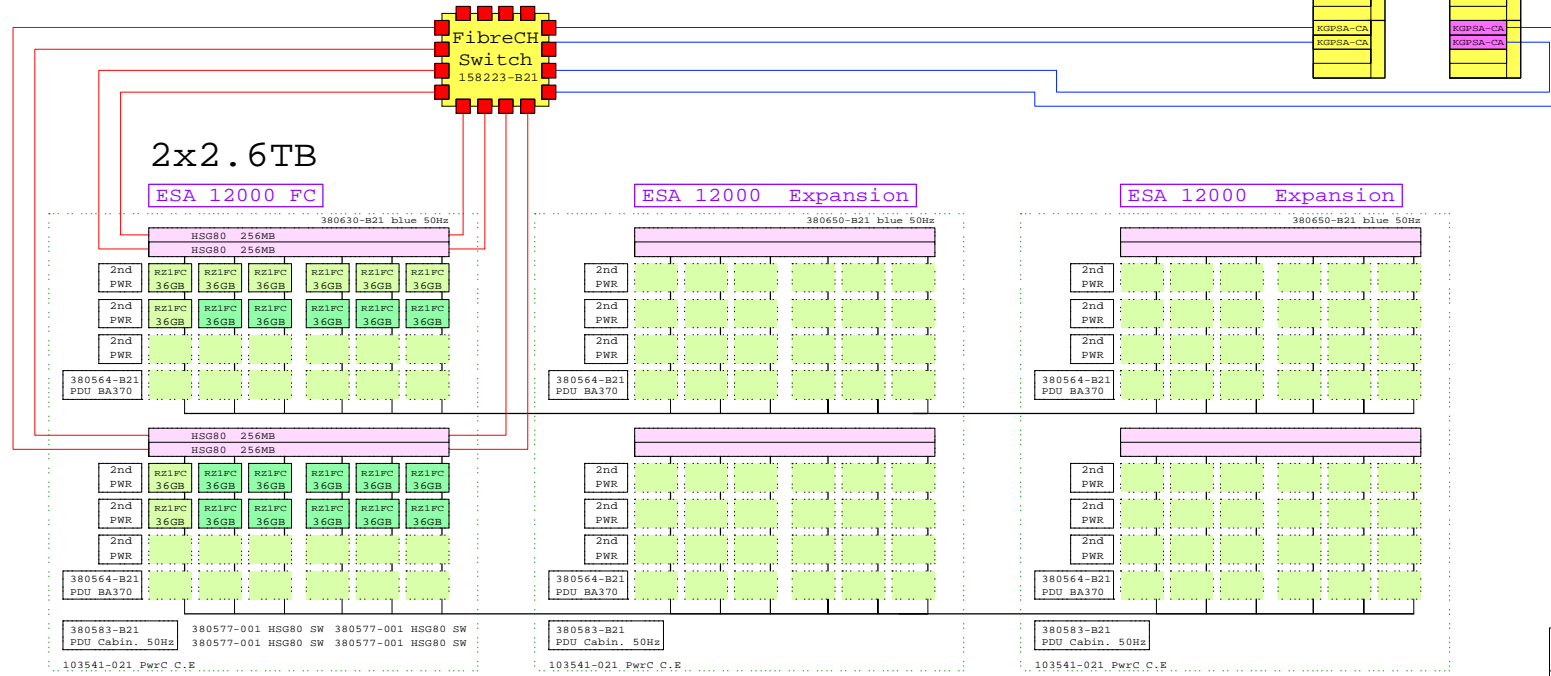 KGPSA-CA KGPSA-CA
KGPSA-CA KGPSA-CA
FibreCH
Switch
158223-B21
2x2.6TB
ESA 12000 FC
ESA 12000 Expansion
ESA 12000 Expansion
380630-B21 blue 50Hz
380650-B21 blue 50Hz
380650-B21 blue 50Hz
HSG80 256MB
HSG80 256MB
2nd RZ1FC RZ1FC RZ1FC RZ1FC RZ1FC RZ1FC 2nd 2nd
PWR 36GB 36GB 36GB 36GB 36GB 36GB PWR PWR
2nd RZ1FC RZ1FC RZ1FC RZ1FC RZ1FC RZ1FC 2nd 2nd
PWR 36GB 36GB 36GB 36GB 36GB 36GB PWR PWR
2nd 2nd 2nd
PWR PWR PWR
380564-B21 380564-B21 380564-B21
PDU BA370 PDU BA370 PDU BA370
HSG80 256MB
HSG80 256MB
2nd RZ1FC RZ1FC RZ1FC RZ1FC RZ1FC RZ1FC 2nd 2nd
PWR 36GB 36GB 36GB 36GB 36GB 36GB PWR PWR
2nd RZ1FC RZ1FC RZ1FC RZ1FC RZ1FC RZ1FC 2nd 2nd
PWR 36GB 36GB 36GB 36GB 36GB 36GB PWR PWR
2nd 2nd 2nd
PWR PWR PWR
380564-B21 380564-B21 380564-B21
PDU BA370 PDU BA370 PDU BA370
380583-B21 380577-001 HSG80 SW 380577-001 HSG80 SW 380583-B21 380583-B21
PDU Cabin. 50Hz 380577-001 HSG80 SW 380577-001 HSG80 SW PDU Cabin. 50Hz PDU Cabin. 50Hz
103541-021 PwrC C.E 103541-021 PwrC C.E 103541-021 PwrC C.E